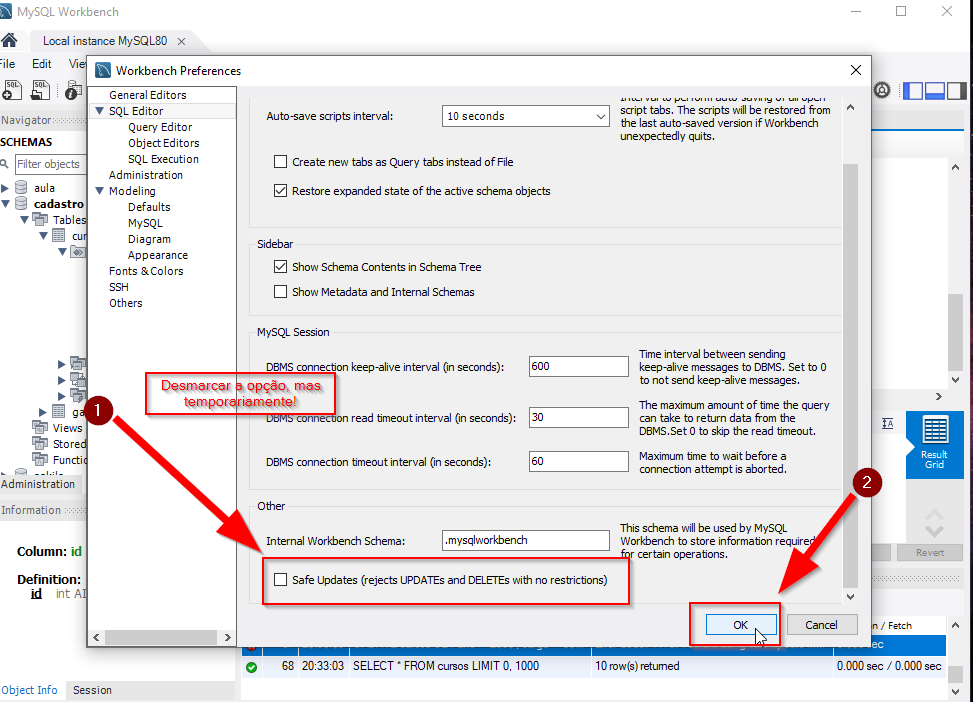 MySQL Workbench
Local instance MySQL80
File Edit
Workbench Preferences
Navigator
SCHEMAS
Filter objects
aula
cadastro
Tables
Views
Stored
Administration
Information
Column: id
Definition:
id int AI
Object Info Session
General Editors
SQL Editor
Query Editor
Object Editors
SQL Execution
Administration
Modeling
Defaults
MySQL
Diagram
Appearance
Fonts & Colors
SSH
Others
Auto-save scripts interval:
10 seconds
Interval to perform auto-saving of all open
script tabs. The scripts will be restored from
the last auto-saved version if Workbench
unexpectedly quits.
Create new tabs as Query tabs instead of File
Restore expanded state of the active schema objects
Sidebar
Show Schema Contents in Schema Tree
Show Metadata and Internal Schemas
MySQL Session
DBMS connection keep-alive interval (in seconds):
600
Time interval between sending
keep-alive messages to DBMS. Set to 0
to not send keep-alive messages.
Desmarcar a opção, mas
temporariamente!
DBMS connection read timeout interval (in seconds):
30
The maximum amount of time the query
can take to return data from the
DBMS.Set 0 to skip the read timeout.
DBMS connection timeout interval (in seconds):
60
Maximum time to wait before a
connection attempt is aborted.
1
2
Other
Internal Workbench Schema:
.mysqlworkbench
This schema will be used by MySQL
Workbench to store information required
for certain operations.
Safe Updates (rejects UPDATEs and DELETEs with no restrictions)
OK
Cancel
Result
Grid
Revert
/ Fetch
68 20:33:03 SELECT * FROM cursos LIMIT 0, 1000 10 row(s) returned 0.000 sec / 0.000 sec